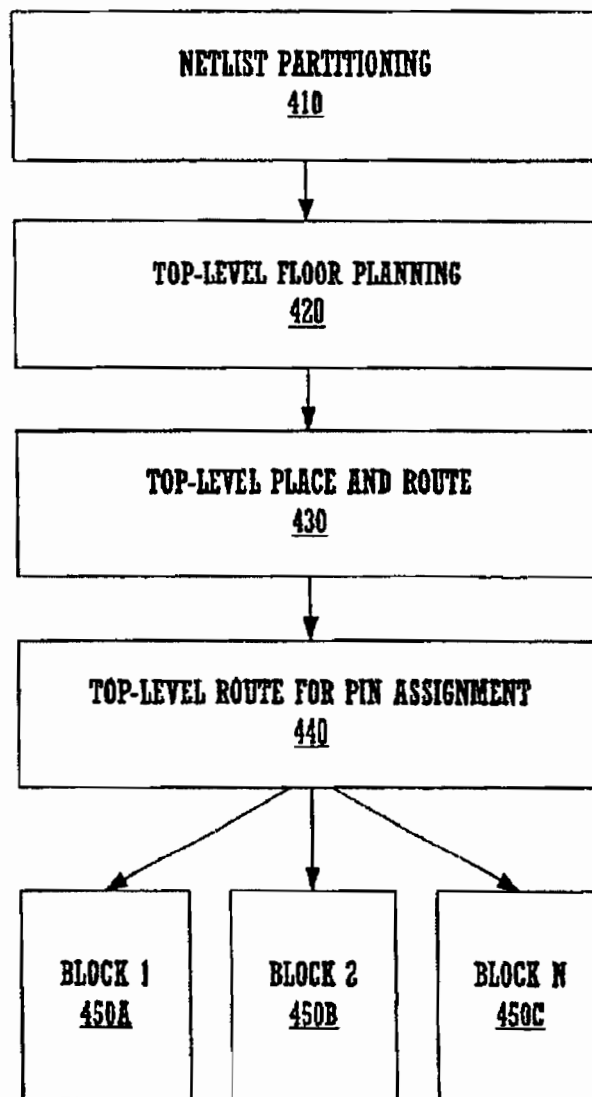 NETLIST PARTITIONING
410
TOP-LEVEL FLOOR PLANNING
420
TOP-LEVEL PLACE AND ROUTE
430
TOP-LEVEL ROUTE FOR PIN ASSIGNMENT
440
BLOCK 1
450A
BLOCK 2
450B
BLOCK N
450C